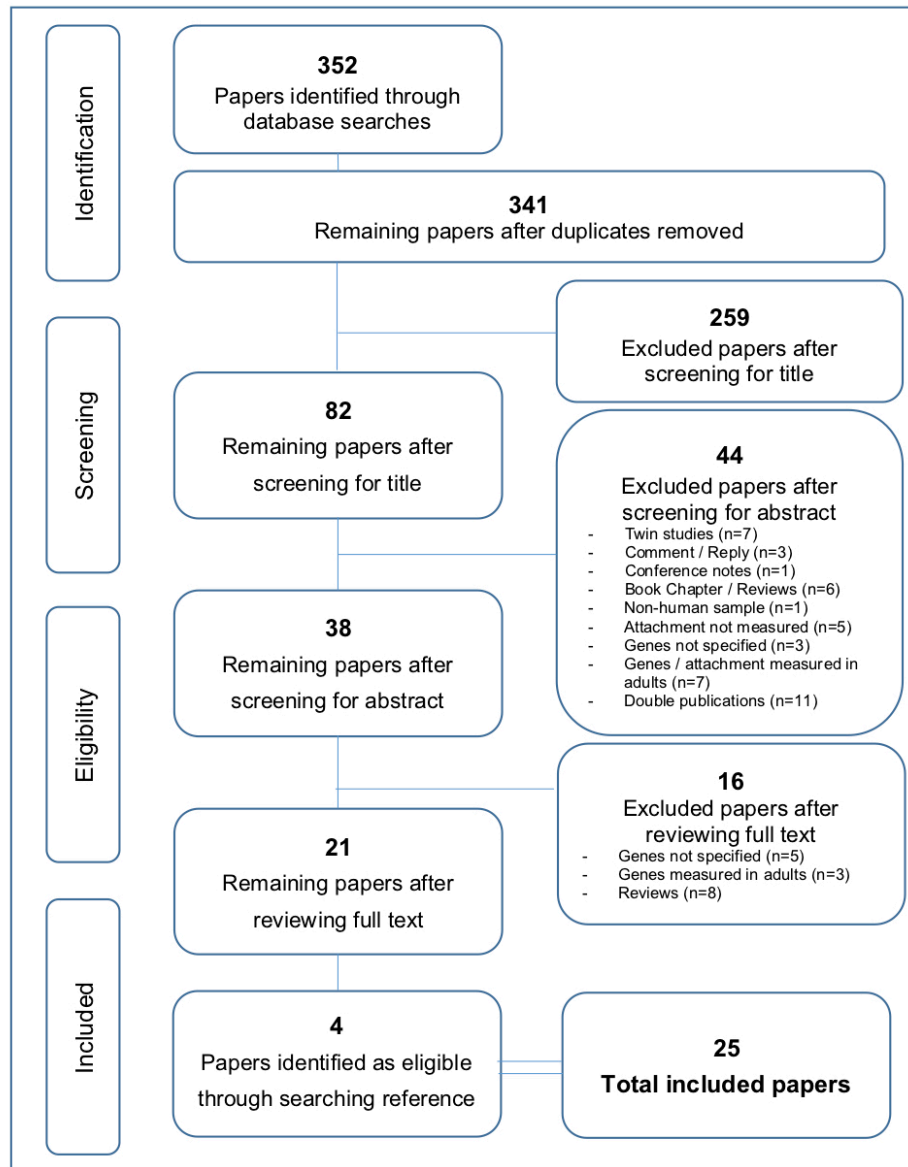 Identification
352
Papers identified through
database searches
341
Remaining papers after duplicates removed
Screening
259
Excluded papers after
screening for title
82
Remaining papers after
screening for title
44
Excluded papers after
screening for abstract
- Twin studies (n=7)
- Comment / Reply (n=3)
- Conference notes (n=1)
- Book Chapter / Reviews (n=6)
- Non-human sample (n=1)
- Attachment not measured (n=5)
- Genes not specified (n=3)
- Genes / attachment measured in
adults (n=7)
- Double publications (n=11)
Eligibility
38
Remaining papers after
screening for abstract
16
Excluded papers after
reviewing full text
- Genes not specified (n=5)
- Genes measured in adults (n=3)
- Reviews (n=8)
21
Remaining papers after
reviewing full text
Included
4
Papers identified as eligible
through searching reference
25
Total included papers